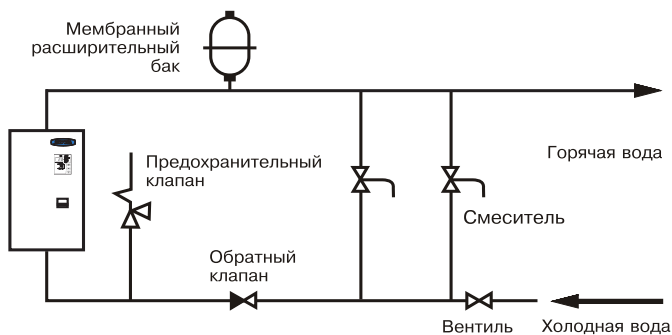 Мембранный
расширительный
бак
Горячая вода
Предохранительный
клапан
Смеситель
Обратный
клапан
Вентиль
Холодная вода